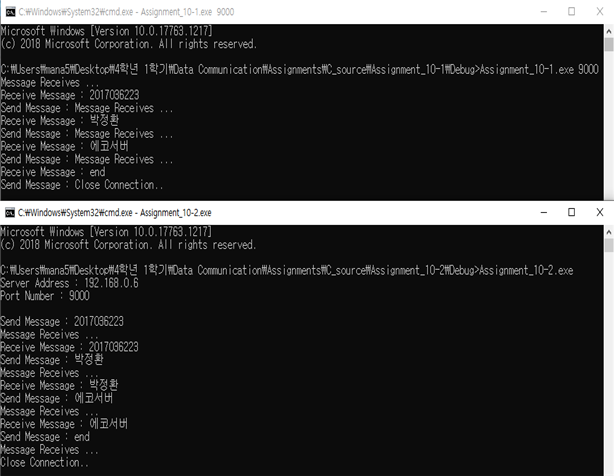 C:₩Windows₩System32₩cmd.exe - Assignment_10-1.exe  9000
Microsoft Windows [Version 10.0.17763.1217]
(c) 2018 Microsoft Corporation. All rights reserved.
C:₩Users₩mana5₩Desktop₩4학년 1학기₩Data Communication₩Assignments₩C_source₩Assignment_10-1₩Debug>Assignment_10-1.exe 9000
Message Receives ...
Receive Message : 2017036223
Send Message : Message Receives ...
Receive Message : 박정환
Send Message : Message Receives ...
Receive Message : 에코서버
Send Message : Message Receives ...
Receive Message : end
Send Message : Close Connection..
C:₩Windows₩System32₩cmd.exe - Assignment_10-2.exe
Microsoft Windows [Version 10.0.17763.1217]
(c) 2018 Microsoft Corporation. All rights reserved.
C:₩Users₩mana5₩Desktop₩4학년 1학기₩Data Communication₩Assignments₩C_source₩Assignment_10-2₩Debug>Assignment_10-2.exe
Server Address : 192.168.0.6
Port Number : 9000
Send Message : 2017036223
Message Receives ...
Receive Message : 2017036223
Send Message : 박정환
Message Receives ...
Receive Message : 박정환
Send Message : 에코서버
Message Receives ...
Receive Message : 에코서버
Send Message : end
Message Receives ...
Close Connection..